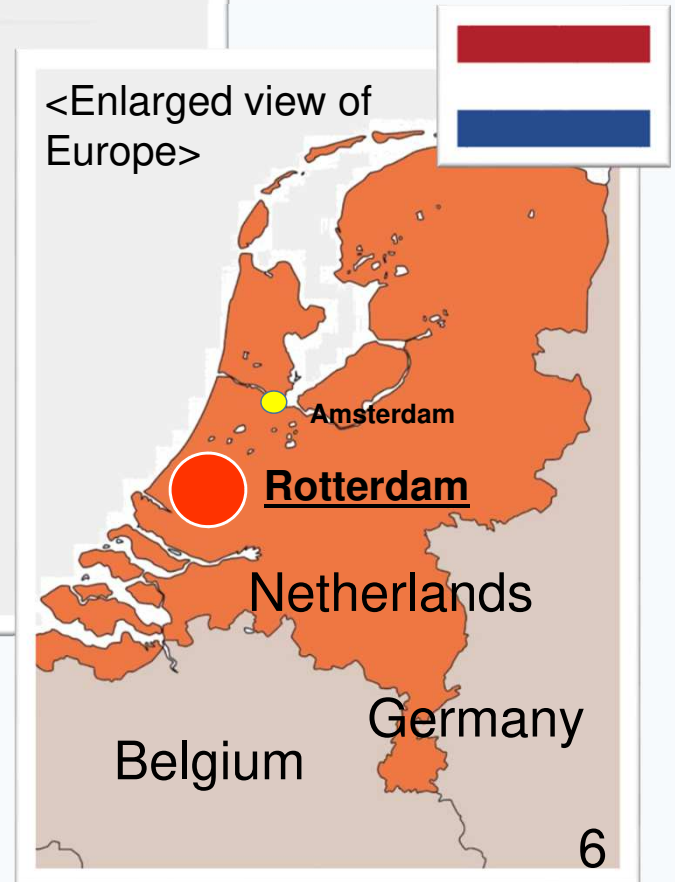 <Enlarged view of
Europe>
Amsterdam
Rotterdam
Netherlands
Germany
Belgium
6